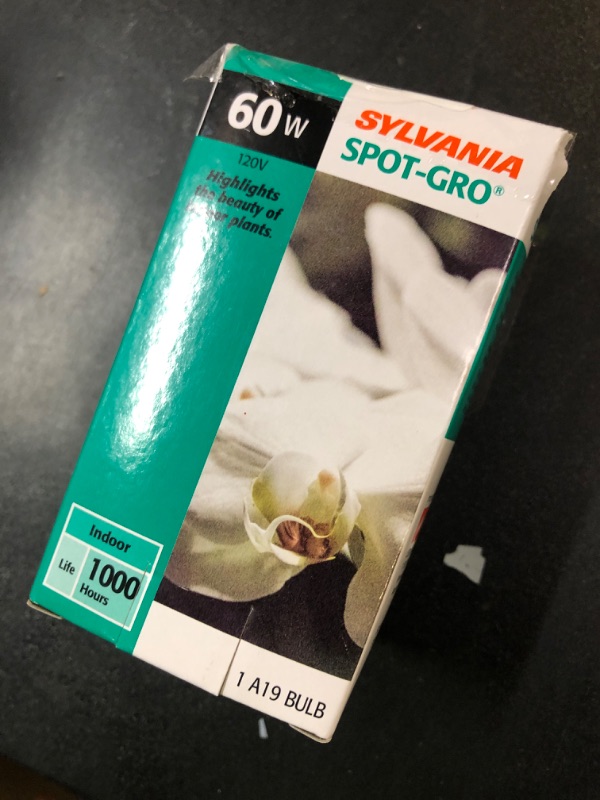 60W
120V
Highlights
the beauty of
plants.
SYLVANIA
SPOT-GRO®
Indoor
Life 1000
Hours
1 A19 BULB